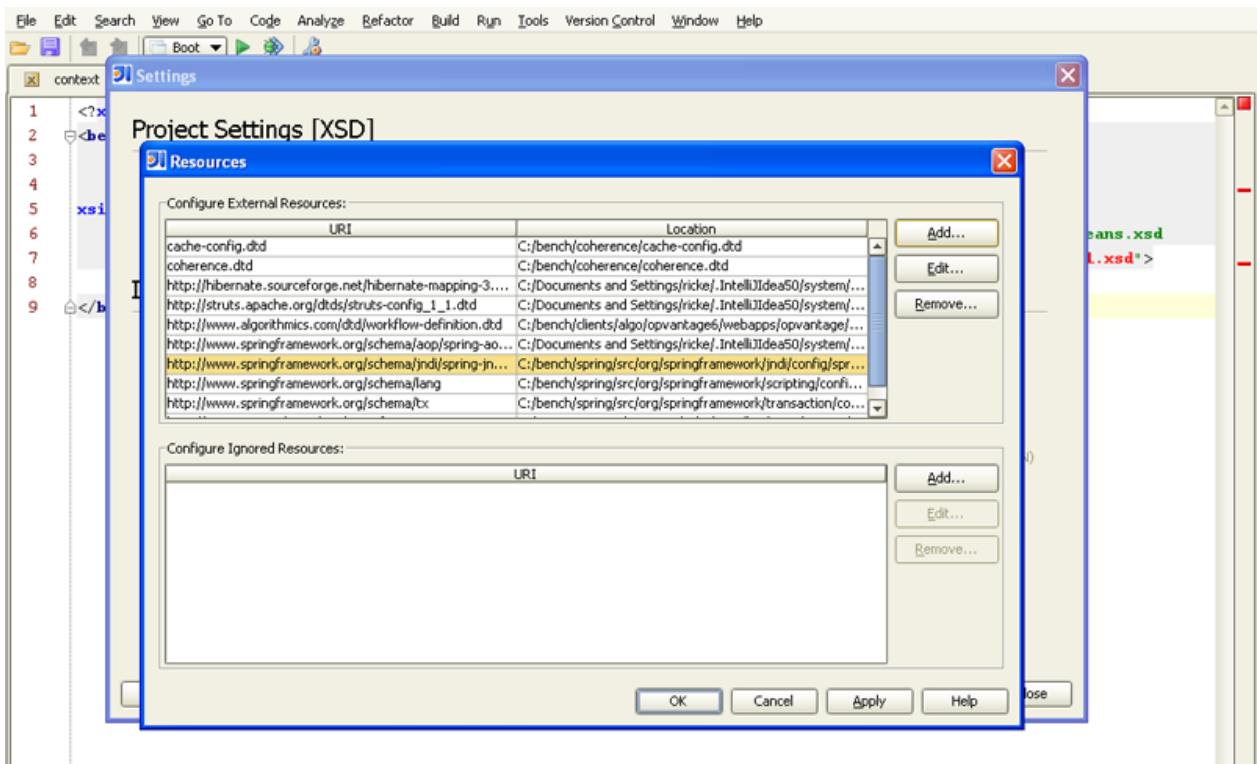 File Edit Search View Go To Code Analyze Refactor Build Run Tools Version Control Window Help
Boot
context
Settings
1 <?x
2 <be
Project Settings [XSD]
3
Resources
4
Configure External Resources:
5 xsi
URI Location
Add...
6 eans.xsd
cache-config.dtd C:/bench/coherence/cache-config.dtd
7 l.xsd">
coherence.dtd C:/bench/coherence/coherence.dtd
Edit...
8
http://hibernate.sourceforge.net/hibernate-mapping-3.... C:/Documents and Settings/ricke/.IntelliJIdea50/system/...
9 </b
http://struts.apache.org/dtds/struts-config_1_1.dtd C:/Documents and Settings/ricke/.IntelliJIdea50/system/...
Remove...
http://www.algorithmics.com/dtd/workflow-definition.dtd C:/bench/clients/algo/opvantage6/webapps/opvantage/...
http://www.springframework.org/schema/aop/spring-ao... C:/Documents and Settings/ricke/.IntelliJIdea50/system/...
http://www.springframework.org/schema/jndi/spring-jn... C:/bench/spring/src/org/springframework/jndi/config/spr...
http://www.springframework.org/schema/lang C:/bench/spring/src/org/springframework/scripting/confi...
http://www.springframework.org/schema/tx C:/bench/spring/src/org/springframework/transaction/co...
Configure Ignored Resources:
URI
Add...
Edit...
Remove...
OK Cancel Apply Help
lose